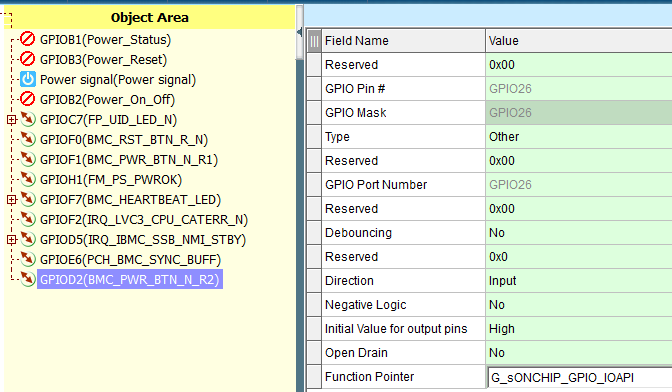 Object Area
GPIOB1(Power_Status)
GPIOB3(Power_Reset)
Power signal(Power signal)
GPIOB2(Power_On_Off)
GPIOC7(FP_UID_LED_N)
GPIOF0(BMC_RST_BTN_R_N)
GPIOF1(BMC_PWR_BTN_N_R1)
GPIOH1(FM_PS_PWROK)
GPIOF7(BMC_HEARTBEAT_LED)
GPIOF2(IRQ_LVC3_CPU_CATERR_N)
GPIOD5(IRQ_IBMC_SSB_NMI_STBY)
GPIOE6(PCH_BMC_SYNC_BUFF)
GPIOD2(BMC_PWR_BTN_N_R2)
Field Name Value
Reserved 0x00
GPIO Pin # GPIO26
GPIO Mask GPIO26
Type Other
Reserved 0x00
GPIO Port Number GPIO26
Reserved 0x00
Debouncing No
Reserved 0x0
Direction Input
Negative Logic No
Initial Value for output pins High
Open Drain No
Function Pointer G_sONCHIP_GPIO_IOAPI